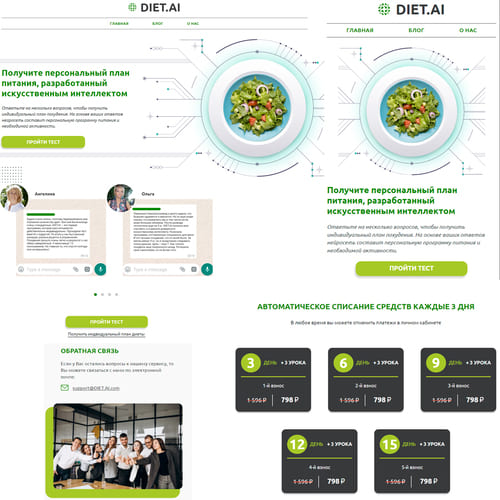 DIET.AI
ГЛАВНАЯ БЛОГ О НАС
Получите персональный план
питания, разработанный
искусственным интеллектом
Ответьте на несколько вопросов, чтобы получить
индивидуальный план похудения. На основе ваших ответов
нейросеть составит персональную программу питания и
необходимой активности.
ПРОЙТИ ТЕСТ
Ангелина
Ольга
Type a message
Type a message
ПРОЙТИ ТЕСТ
Получить индивидуальный план диеты
ОБРАТНАЯ СВЯЗЬ
Если у Вас остались вопросы к нашему сервису, то
Вы можете связаться с нами по электронной
почте:
support@DIET.AI.com
DIET.AI
ГЛАВНАЯ БЛОГ О НАС
Получите персональный план
питания, разработанный
искусственным интеллектом
Ответьте на несколько вопросов, чтобы получить
индивидуальный план похудения. На основе ваших ответов
нейросеть составит персональную программу питания и
необходимой активности.
ПРОЙТИ ТЕСТ
АВТОМАТИЧЕСКОЕ СПИСАНИЕ СРЕДСТВ КАЖДЫЕ 3 ДНЯ
В любое время вы можете отменить платежи в личном кабинете
3 ДЕНЬ + 3 УРОКА
1-й взнос
1 596 ₽ 798 ₽
6 ДЕНЬ + 3 УРОКА
2-й взнос
1 596 ₽ 798 ₽
9 ДЕНЬ + 3 УРОКА
3-й взнос
1 596 ₽ 798 ₽
12 ДЕНЬ + 3 УРОКА
4-й взнос
1 596 ₽ 798 ₽
15 ДЕНЬ + 3 УРОКА
5-й взнос
1 596 ₽ 798 ₽